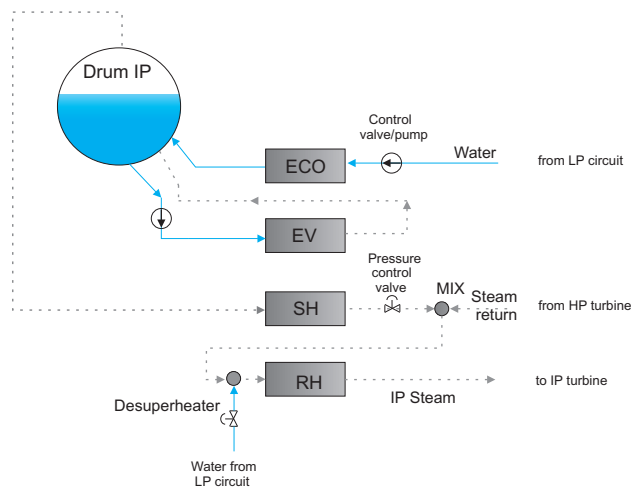 Drum IP
Control
valve/pump
Water
from LP circuit
ECO
EV
Pressure
control
valve
MIX
Steam
return
from HP turbine
SH
RH
IP Steam
to IP turbine
Desuperheater
Water from
LP circuit